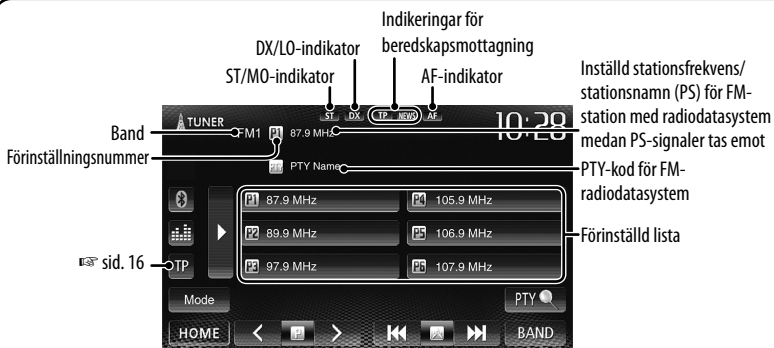 Indikeringar för
beredskapsmottagning
DX/LO-indikator
ST/MO-indikator
AF-indikator
Inställd stationsfrekvens/
stationsnamn (PS) för FM-
station med radiodatasystem
medan PS-signaler tas emot
PTY-kod för FM-
radiodatasystem
Förinställd lista
Band
Förinställningsnummer
☞ sid. 16
TUNER
ST DX TP NEWS AF
10:28
FM1 P1 87.9 MHz
PTY PTY Name
P1 87.9 MHz
P4 105.9 MHz
P2 89.9 MHz
P5 106.9 MHz
P3 97.9 MHz
P6 107.9 MHz
TP
Mode
PTY
HOME
P
BAND